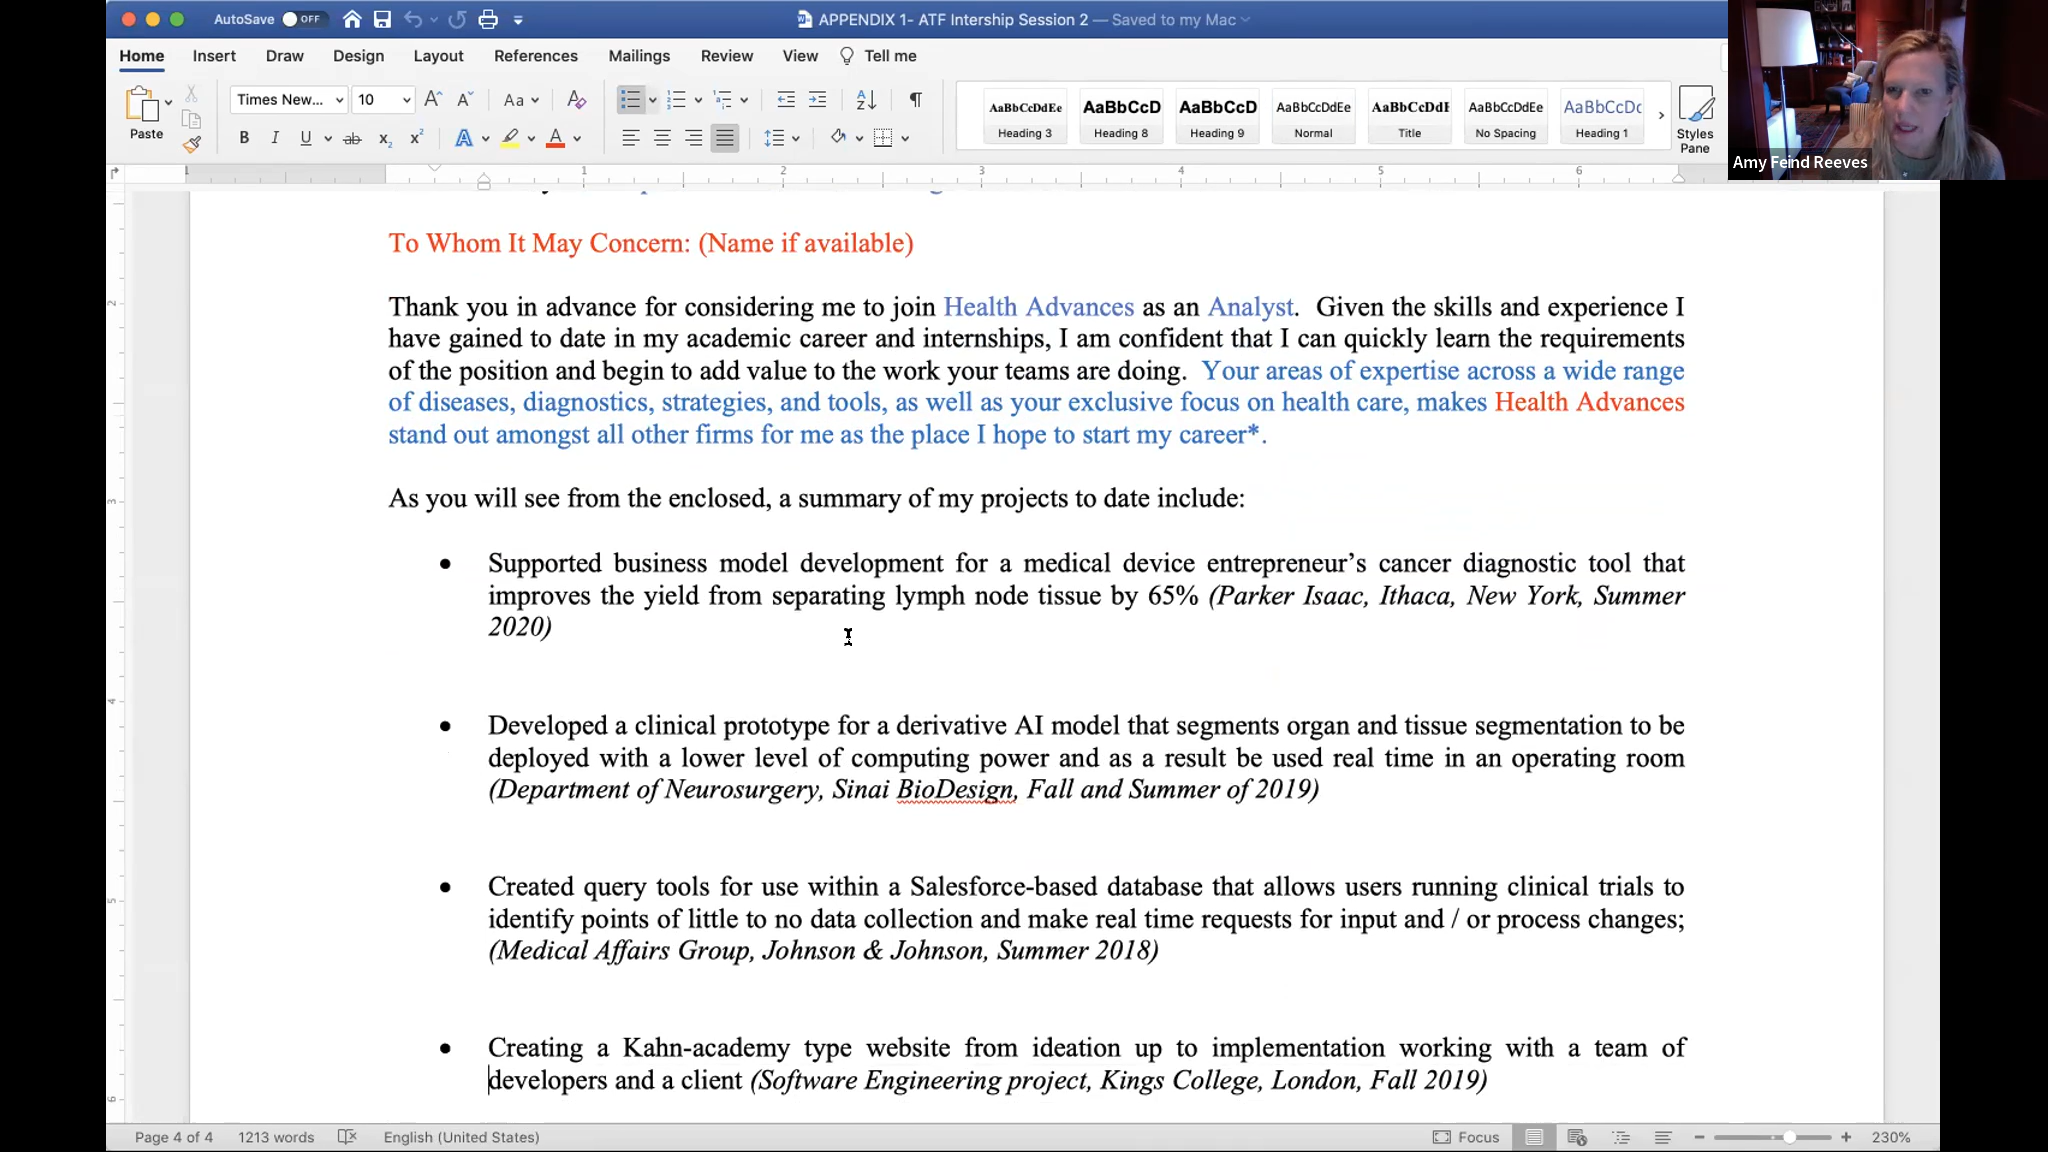 AutoSave OFF APPENDIX 1- ATF Intership Session 2 — Saved to my Mac
Home Insert Draw Design Layout References Mailings Review View Tell me
Paste Times New... 10 Aa
AaBbCcDdEe AaBbCcD AaBbCcD AaBbCcDdEe AaBbCcDdE AaBbCcDdEe AaBbCcDc
Heading 3 Heading 8 Heading 9 Normal Title No Spacing Heading 1 Styles Pane
Amy Feind Reeves
To Whom It May Concern: (Name if available)
Thank you in advance for considering me to join Health Advances as an Analyst. Given the skills and experience I
have gained to date in my academic career and internships, I am confident that I can quickly learn the requirements
of the position and begin to add value to the work your teams are doing. Your areas of expertise across a wide range
of diseases, diagnostics, strategies, and tools, as well as your exclusive focus on health care, makes Health Advances
stand out amongst all other firms for me as the place I hope to start my career*.
As you will see from the enclosed, a summary of my projects to date include:
• Supported business model development for a medical device entrepreneur’s cancer diagnostic tool that
improves the yield from separating lymph node tissue by 65% (Parker Isaac, Ithaca, New York, Summer
2020)
• Developed a clinical prototype for a derivative AI model that segments organ and tissue segmentation to be
deployed with a lower level of computing power and as a result be used real time in an operating room
(Department of Neurosurgery, Sinai BioDesign, Fall and Summer of 2019)
• Created query tools for use within a Salesforce-based database that allows users running clinical trials to
identify points of little to no data collection and make real time requests for input and / or process changes;
(Medical Affairs Group, Johnson & Johnson, Summer 2018)
• Creating a Kahn-academy type website from ideation up to implementation working with a team of
developers and a client (Software Engineering project, Kings College, London, Fall 2019)
Page 4 of 4 1213 words English (United States) Focus 230%